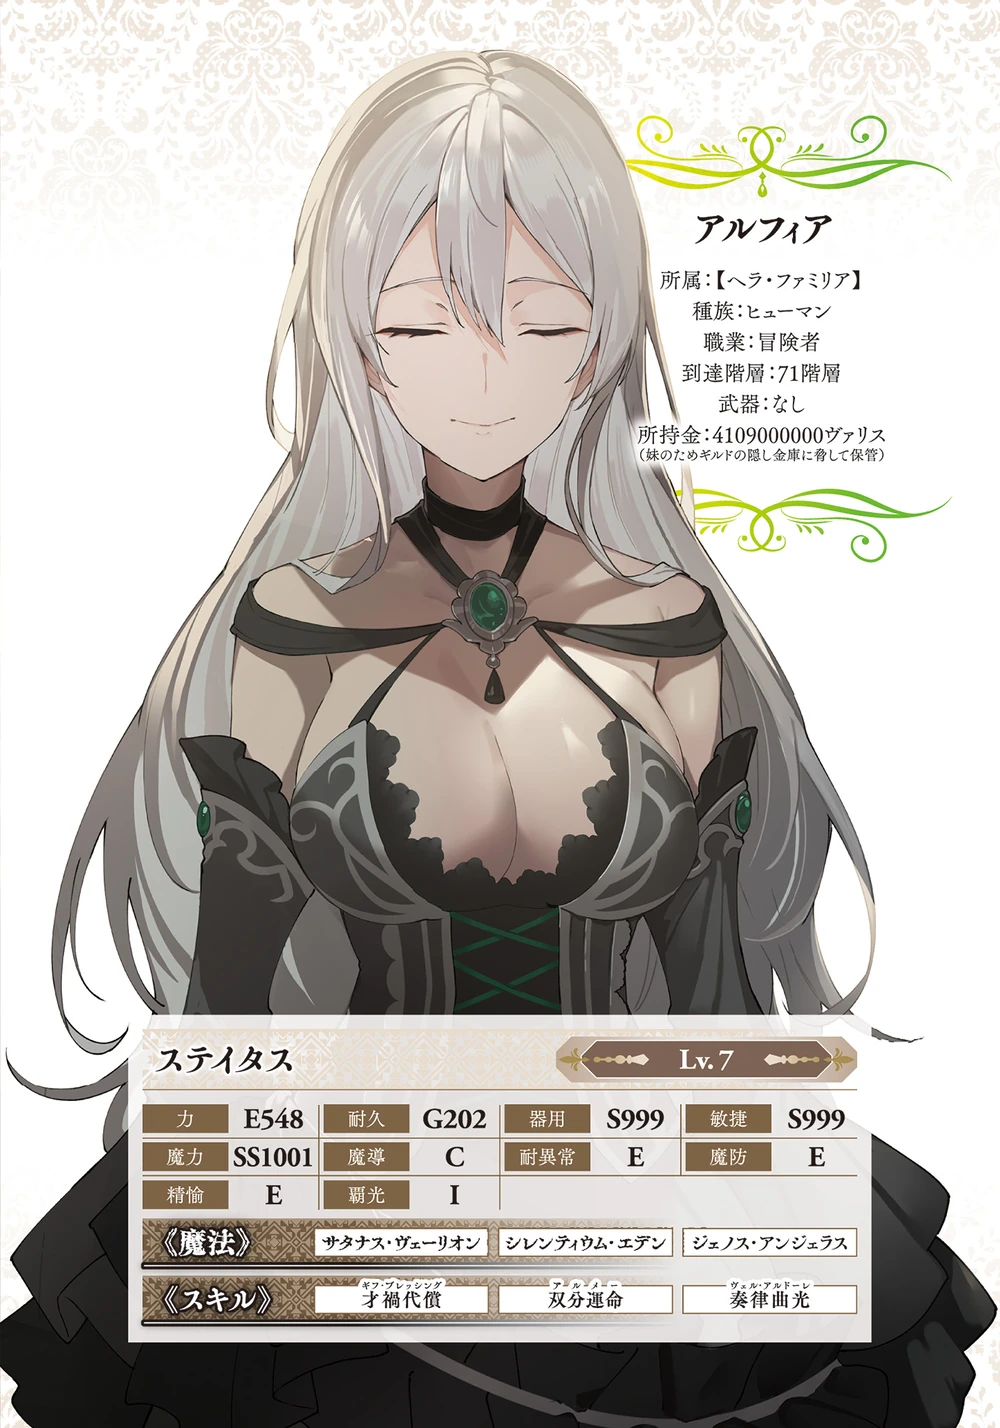 アルフィア
所属：【ヘラ・ファミリア】
種族：ヒューマン
職業：冒険者
到達階層：71階層
武器：なし
所持金：4109000000ヴァリス
（妹のためギルドの隠し金庫に脅して保管）
ステイタス Lv.7
力 E548 耐久 G202 器用 S999 敏捷 S999
魔力 SS1001 魔導 C 耐異常 E 魔防 E
精愉 E 覇光 I
《魔法》 サタナス・ヴェーリオン シレンティウム・エデン ジェノス・アンジェラス
ギフ・ブレッシング アルメー ヴェル・アルドーレ
《スキル》 才禍代償 双分運命 奏律曲光